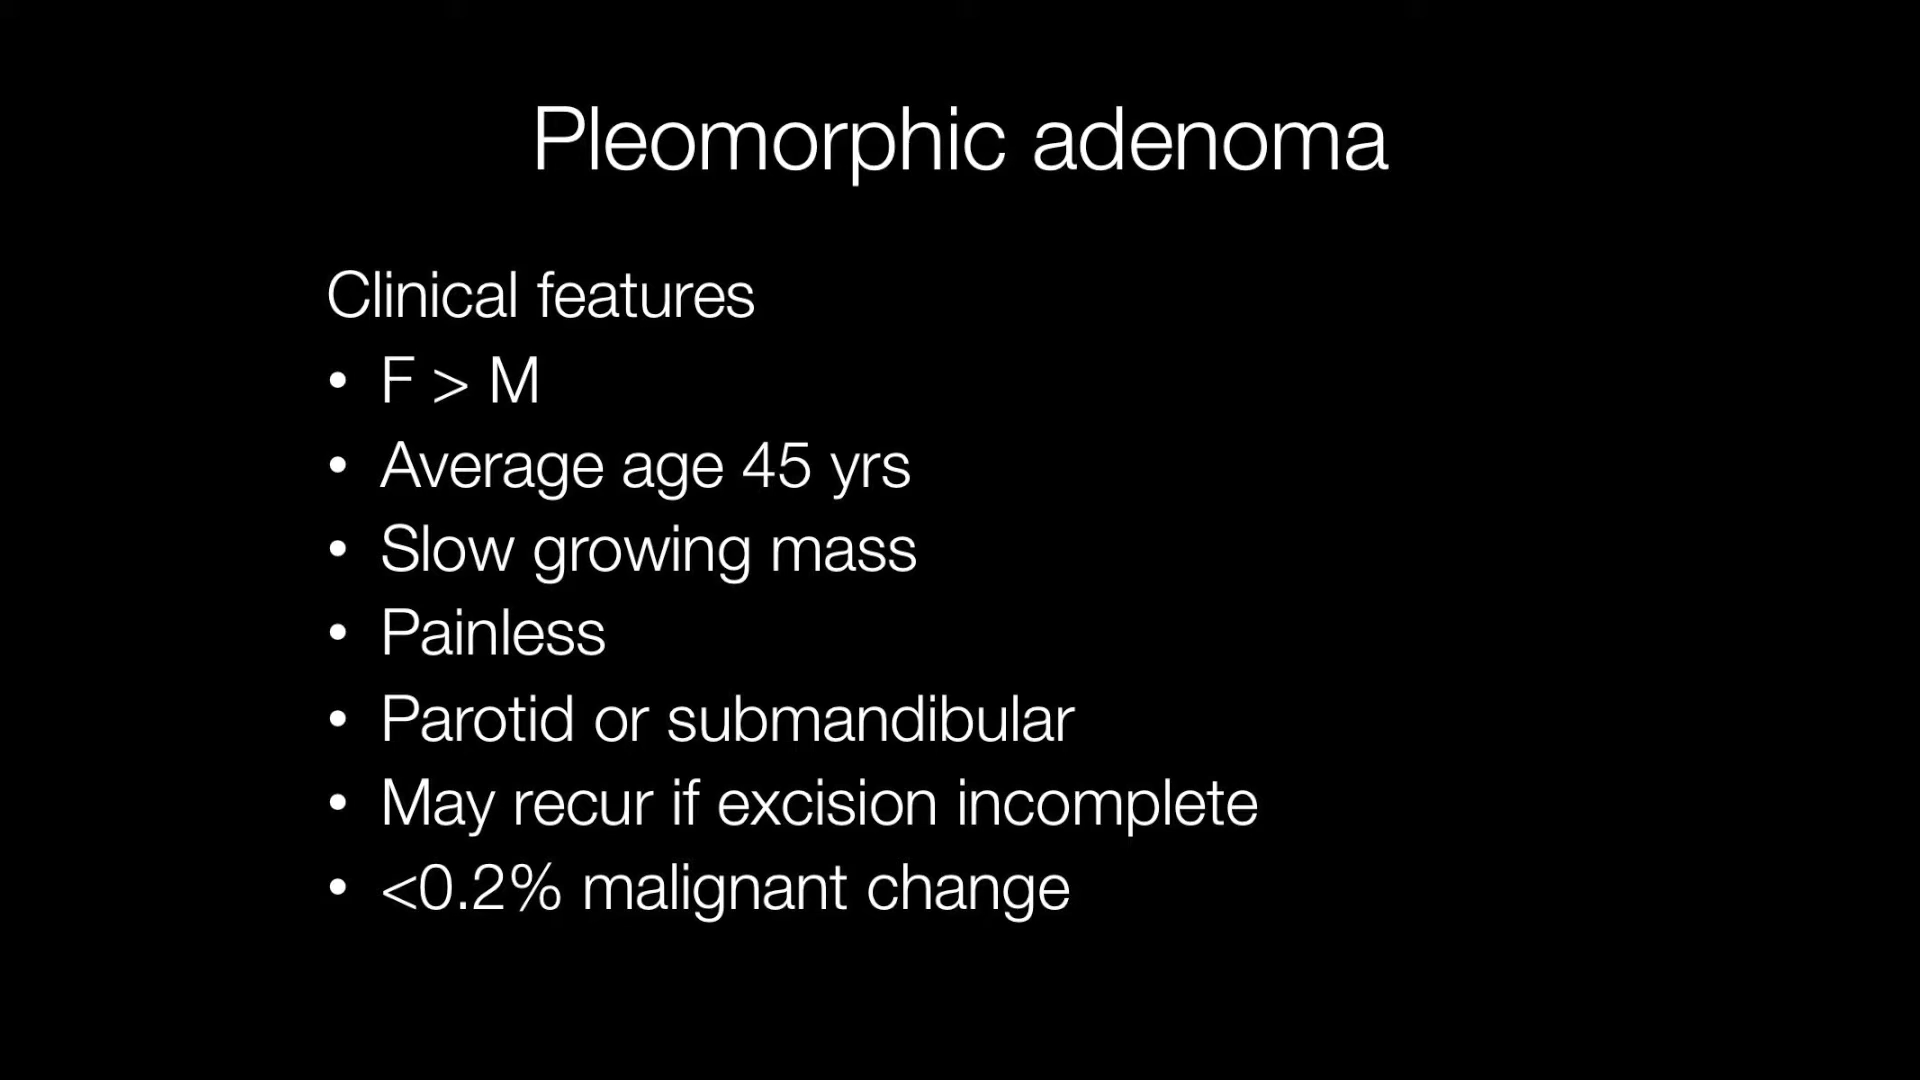 Pleomorphic adenoma
Clinical features
• F > M
• Average age 45 yrs
• Slow growing mass
• Painless
• Parotid or submandibular
• May recur if excision incomplete
• <0.2% malignant change